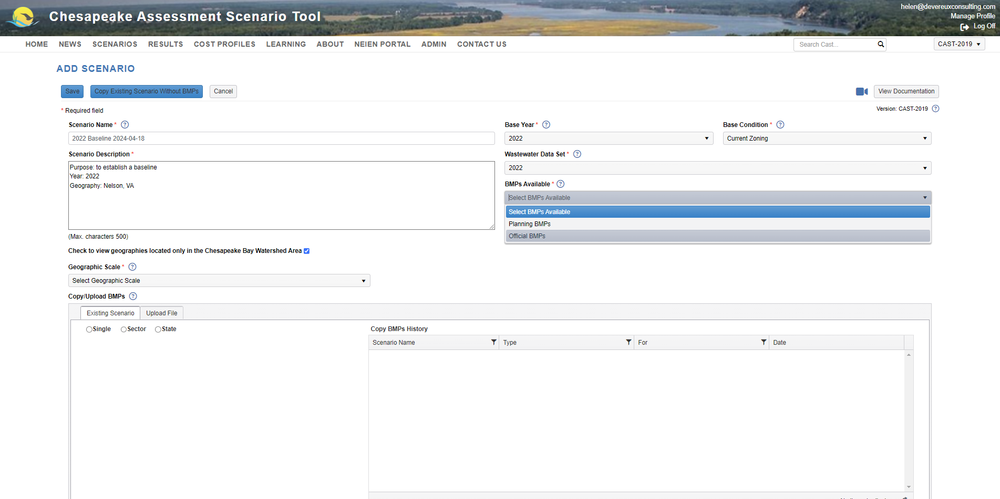 Chesapeake Assessment Scenario Tool
helen@devereuxconsulting.com
Manage Profile
Log Off
HOME NEWS SCENARIOS RESULTS COST PROFILES LEARNING ABOUT NEIEN PORTAL ADMIN CONTACT US
Search Cast...
CAST-2019
ADD SCENARIO
Save Copy Existing Scenario Without BMPs Cancel
View Documentation
* Required field
Version: CAST-2019 ?
Scenario Name * ?
Base Year * ?
Base Condition * ?
2022 Baseline 2024-04-18
2022
Current Zoning
Scenario Description *
Wastewater Data Set * ?
Purpose: to establish a baseline
Year: 2022
Geography: Nelson, VA
2022
BMPs Available * ?
Select BMPs Available
Select BMPs Available
Planning BMPs
Official BMPs
(Max. characters 500)
Check to view geographies located only in the Chesapeake Bay Watershed Area
Geographic Scale * ?
Select Geographic Scale
Copy/Upload BMPs ?
Existing Scenario Upload File
Single Sector State
Copy BMPs History
Scenario Name Type For Date